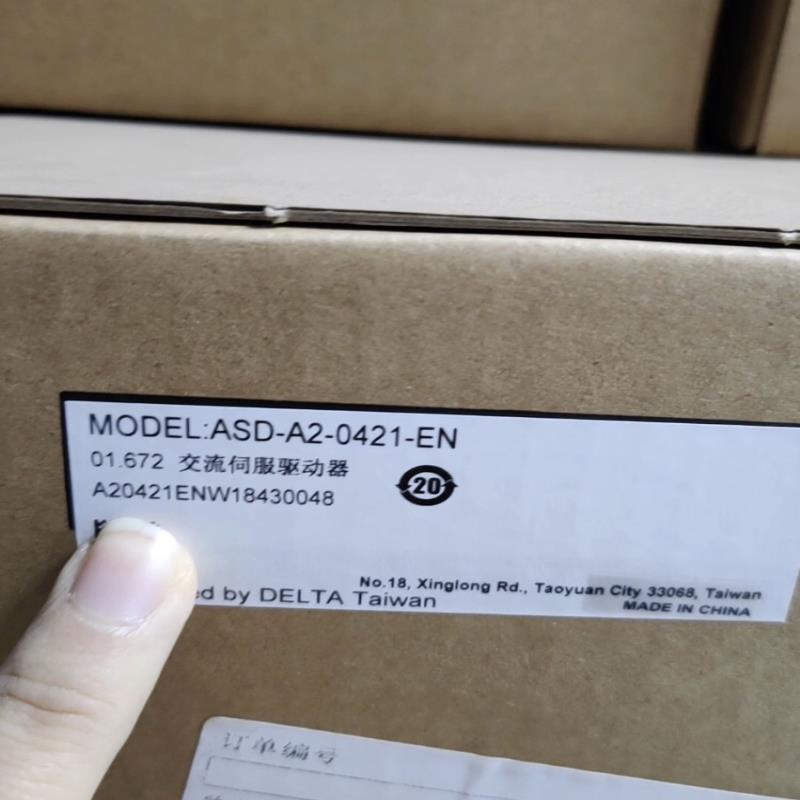 MODEL:ASD-A2-0421-EN
01.672 交流伺服驱动器
20
A20421ENW18430048
No.18, Xinglong Rd., Taoyuan City 33068, Taiwan
by DELTA Taiwan
MADE IN CHINA
订单编号